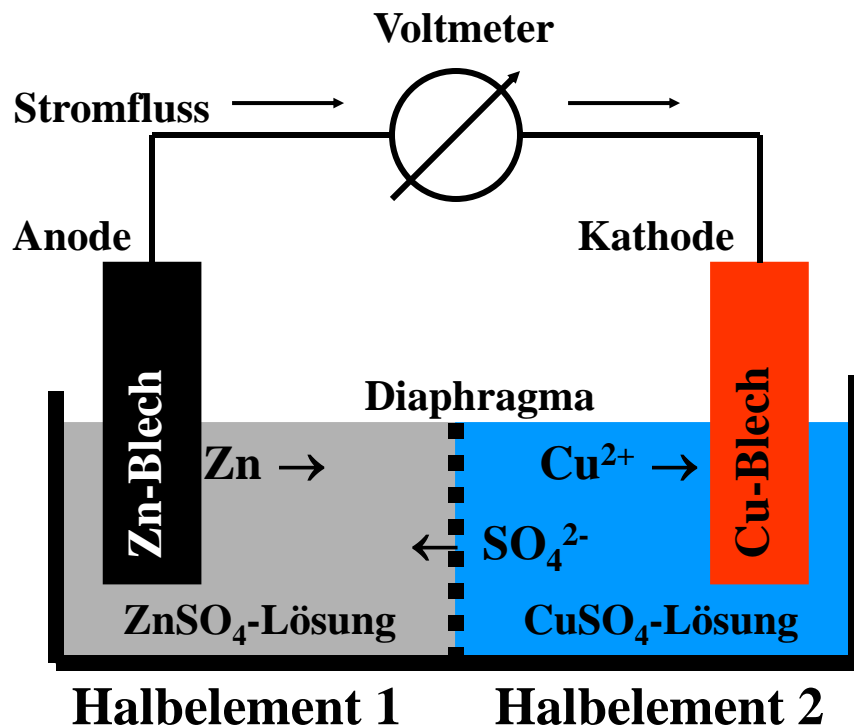 Voltmeter
Stromfluss
Anode
Kathode
Zn-Blech
Cu-Blech
Diaphragma
Zn →
Cu²⁺ →
← SO₄²⁻
ZnSO₄-Lösung
CuSO₄-Lösung
Halbelement 1
Halbelement 2